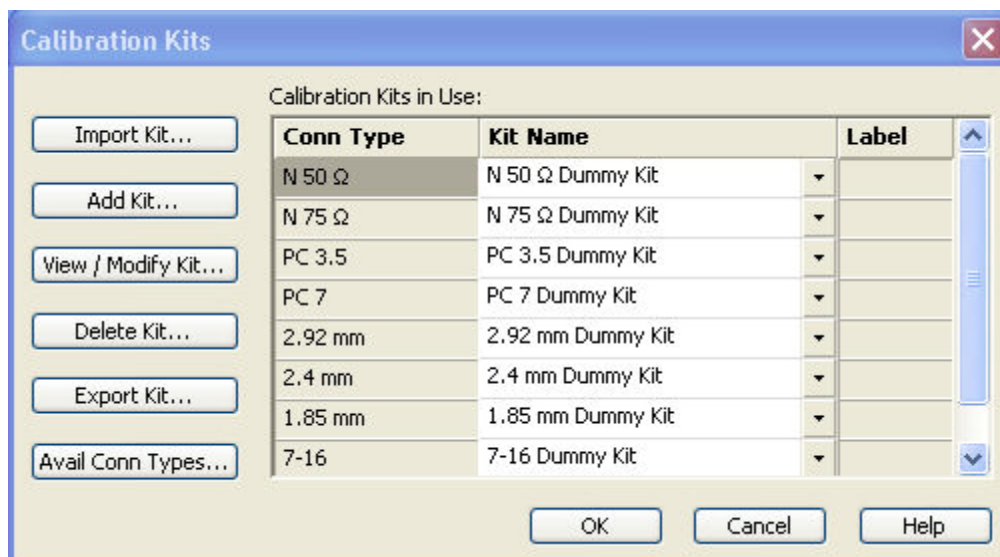 Calibration Kits
Calibration Kits in Use:
Import Kit...
Add Kit...
View / Modify Kit...
Delete Kit...
Export Kit...
Avail Conn Types...
Conn Type Kit Name Label
N 50 Ω N 50 Ω Dummy Kit
N 75 Ω N 75 Ω Dummy Kit
PC 3.5 PC 3.5 Dummy Kit
PC 7 PC 7 Dummy Kit
2.92 mm 2.92 mm Dummy Kit
2.4 mm 2.4 mm Dummy Kit
1.85 mm 1.85 mm Dummy Kit
7-16 7-16 Dummy Kit
OK Cancel Help